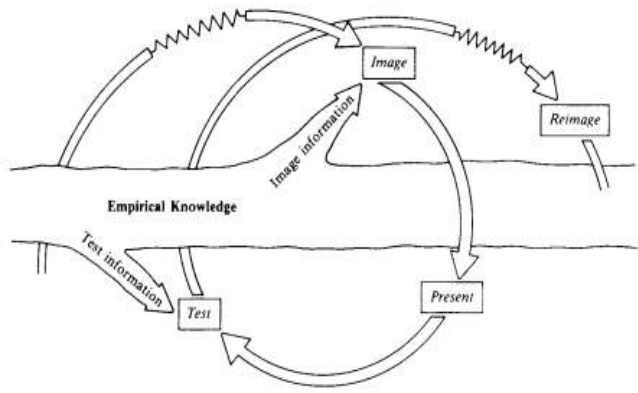 Image
Reimage
Image information
Empirical Knowledge
Test information
Present
Test